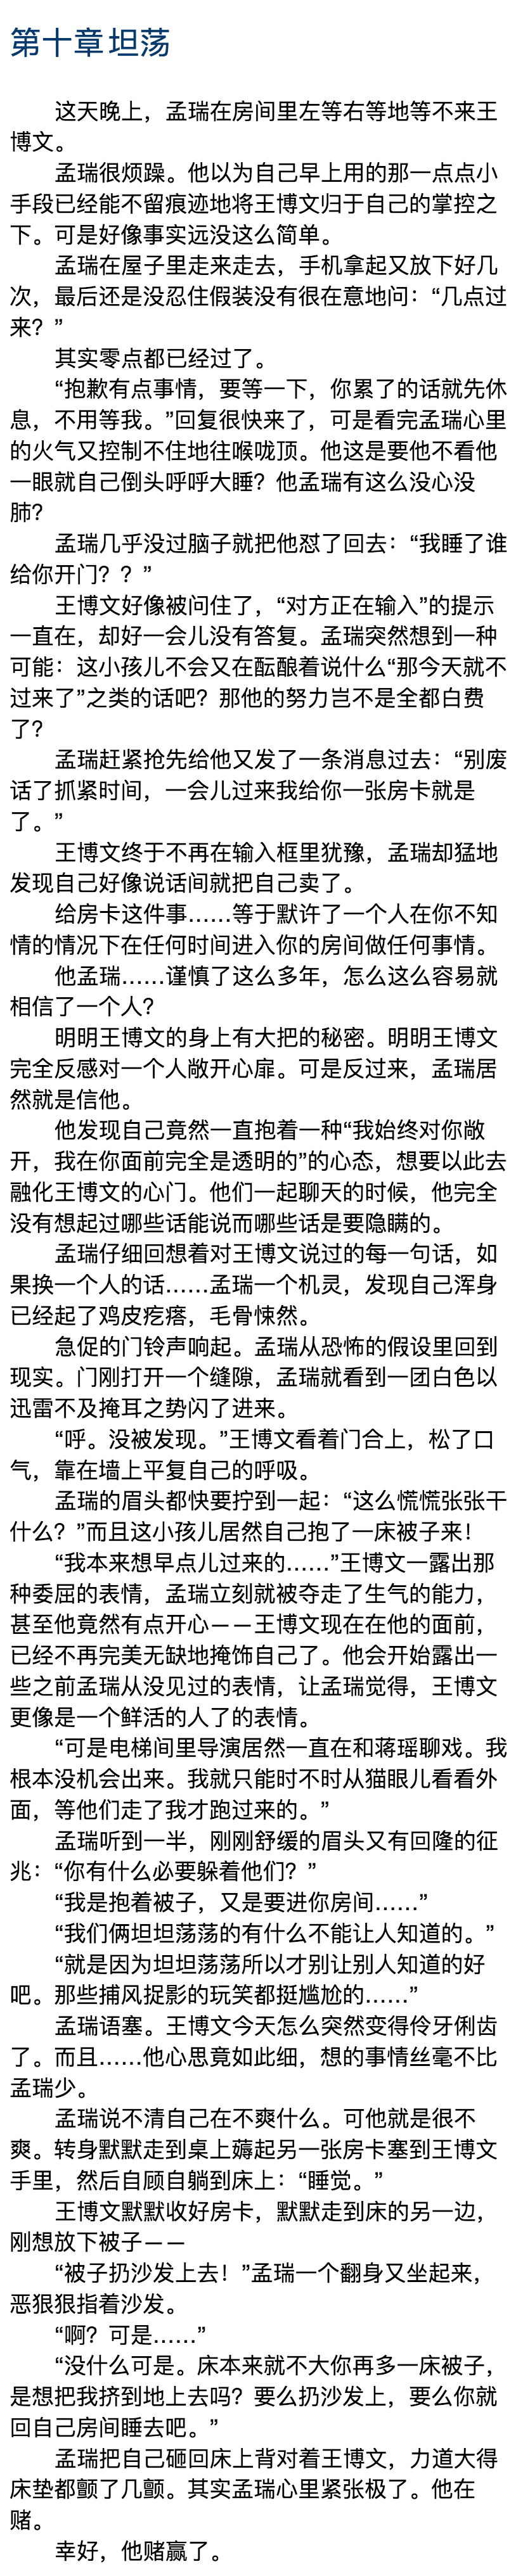 第十章 坦荡
这天晚上，孟瑞在房间里左等右等地等不来王
博文。
孟瑞很烦躁。他以为自己早上用的那一点点小
手段已经能不留痕迹地将王博文归于自己的掌控之
下。可是好像事实远没这么简单。
孟瑞在屋子里走来走去，手机拿起又放下好几
次，最后还是没忍住假装没有很在意地问：“几点过
来？”
其实零点都已经过了。
“抱歉有点事情，要等一下，你累了的话就先休
息，不用等我。”回复很快来了，可是看完孟瑞心里
的火气又控制不住地往喉咙顶。他这是要他不看他
一眼就自己倒头呼呼大睡？他孟瑞有这么没心没
肺？
孟瑞几乎没过脑子就把他怼了回去：“我睡了谁
给你开门？？”
王博文好像被问住了，“对方正在输入”的提示
一直在，却好一会儿没有答复。孟瑞突然想到一种
可能：这小孩儿不会又在酝酿着说什么“那今天就不
过来了”之类的话吧？那他的努力岂不是全都白费
了？
孟瑞赶紧抢先给他又发了一条消息过去：“别废
话了抓紧时间，一会儿过来我给你一张房卡就是
了。”
王博文终于不再在输入框里犹豫，孟瑞却猛地
发现自己好像说话间就把自己卖了。
给房卡这件事……等于默许了一个人在你不知
情的情况下在任何时间进入你的房间做任何事情。
他孟瑞……谨慎了这么多年，怎么这么容易就
相信了一个人？
明明王博文的身上有大把的秘密。明明王博文
完全反感对一个人敞开心扉。可是反过来，孟瑞居
然就是信他。
他发现自己竟然一直抱着一种“我始终对你敞
开，我在你面前完全是透明的”的心态，想要以此去
融化王博文的心门。他们一起聊天的时候，他完全
没有想起过哪些话能说而哪些话是要隐瞒的。
孟瑞仔细回想着对王博文说过的每一句话，如
果换一个人的话……孟瑞一个机灵，发现自己浑身
已经起了鸡皮疙瘩，毛骨悚然。
急促的门铃声响起。孟瑞从恐怖的假设里回到
现实。门刚打开一个缝隙，孟瑞就看到一团白色以
迅雷不及掩耳之势闪了进来。
“呼。没被发现。”王博文看着门合上，松了口
气，靠在墙上平复自己的呼吸。
孟瑞的眉头都快要拧到一起：“这么慌慌张张干
什么？”而且这小孩儿居然自己抱了一床被子来！
“我本来想早点儿过来的……”王博文一露出那
种委屈的表情，孟瑞立刻就被夺走了生气的能力，
甚至他竟然有点开心——王博文现在在他的面前，
已经不再完美无缺地掩饰自己了。他会开始露出一
些之前孟瑞从没见过的表情，让孟瑞觉得，王博文
更像是一个鲜活的人了的表情。
“可是电梯间里导演居然一直在和蒋瑶聊戏。我
根本没机会出来。我就只能时不时从猫眼儿看看外
面，等他们走了我才跑过来的。”
孟瑞听到一半，刚刚舒缓的眉头又有回隆的征
兆：“你有什么必要躲着他们？”
“我是抱着被子，又是要进你房间……”
“我们俩坦坦荡荡的有什么不能让人知道的。”
“就是因为坦坦荡荡所以才别让别人知道的好
吧。那些捕风捉影的玩笑都挺尴尬的……”
孟瑞语塞。王博文今天怎么突然变得伶牙俐齿
了。而且……他心思竟如此细，想的事情丝毫不比
孟瑞少。
孟瑞说不清自己在不爽什么。可他就是很不
爽。转身默默走到桌上薅起另一张房卡塞到王博文
手里，然后自顾自躺到床上：“睡觉。”
王博文默默收好房卡，默默走到床的另一边，
刚想放下被子——
“被子扔沙发上去！”孟瑞一个翻身又坐起来，
恶狠狠指着沙发。
“啊？可是……”
“没什么可是。床本来就不大你再多一床被子，
是想把我挤到地上去吗？要么扔沙发上，要么你就
回自己房间睡去吧。”
孟瑞把自己砸回床上背对着王博文，力道大得
床垫都颤了几颤。其实孟瑞心里紧张极了。他在
赌。
幸好，他赌赢了。